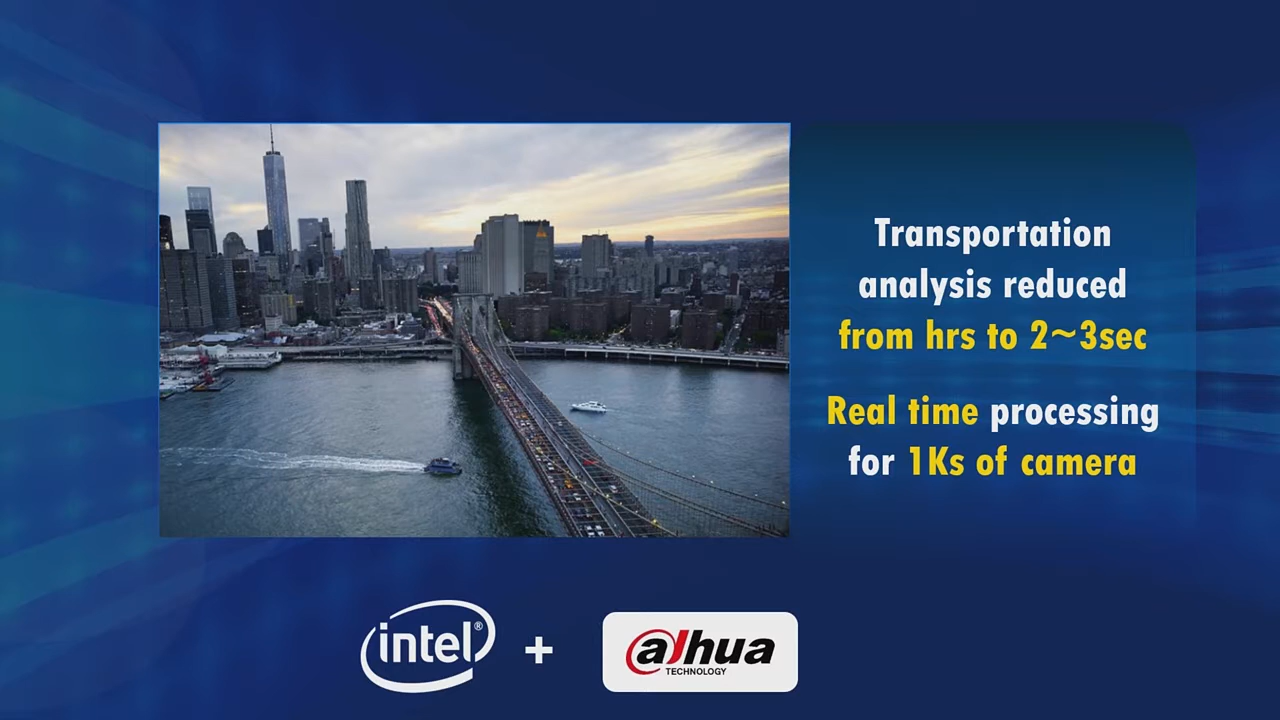 Transportation
analysis reduced
from hrs to 2~3sec
Real time processing
for 1Ks of camera
intel® + alhua
TECHNOLOGY